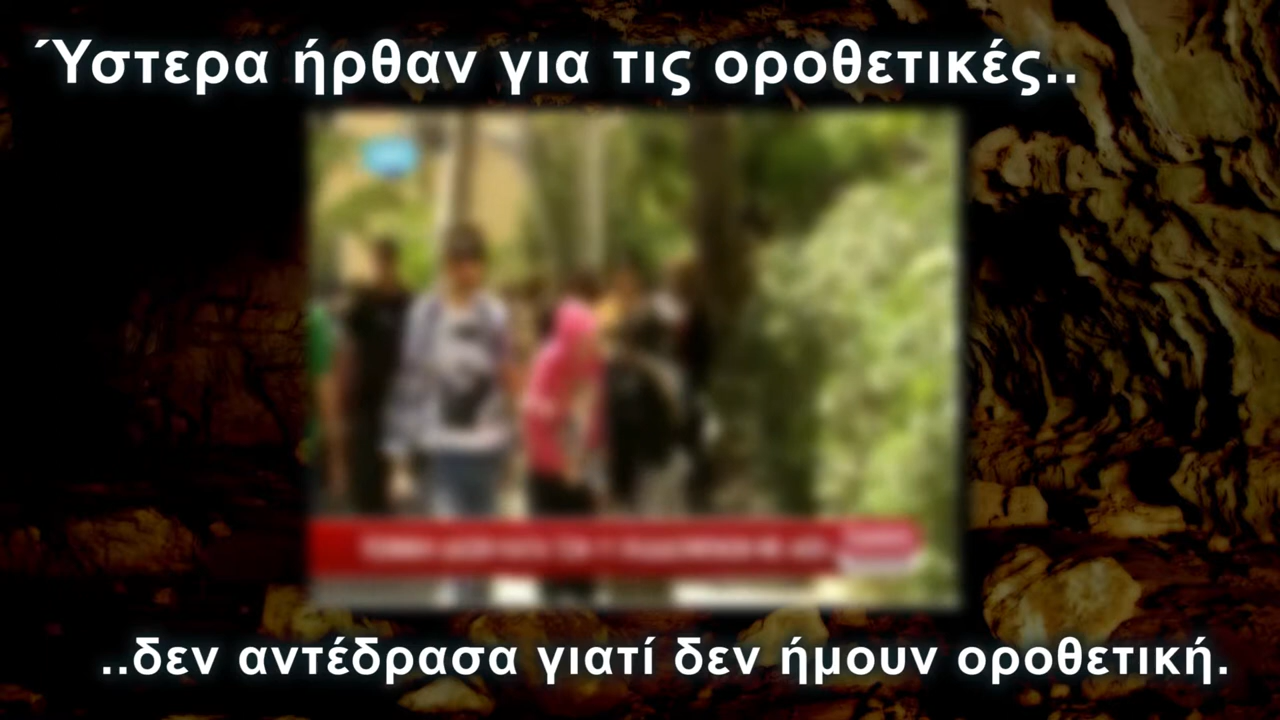 Ύστερα ήρθαν για τις οροθετικές..
..δεν αντέδρασα γιατί δεν ήμουν οροθετική.